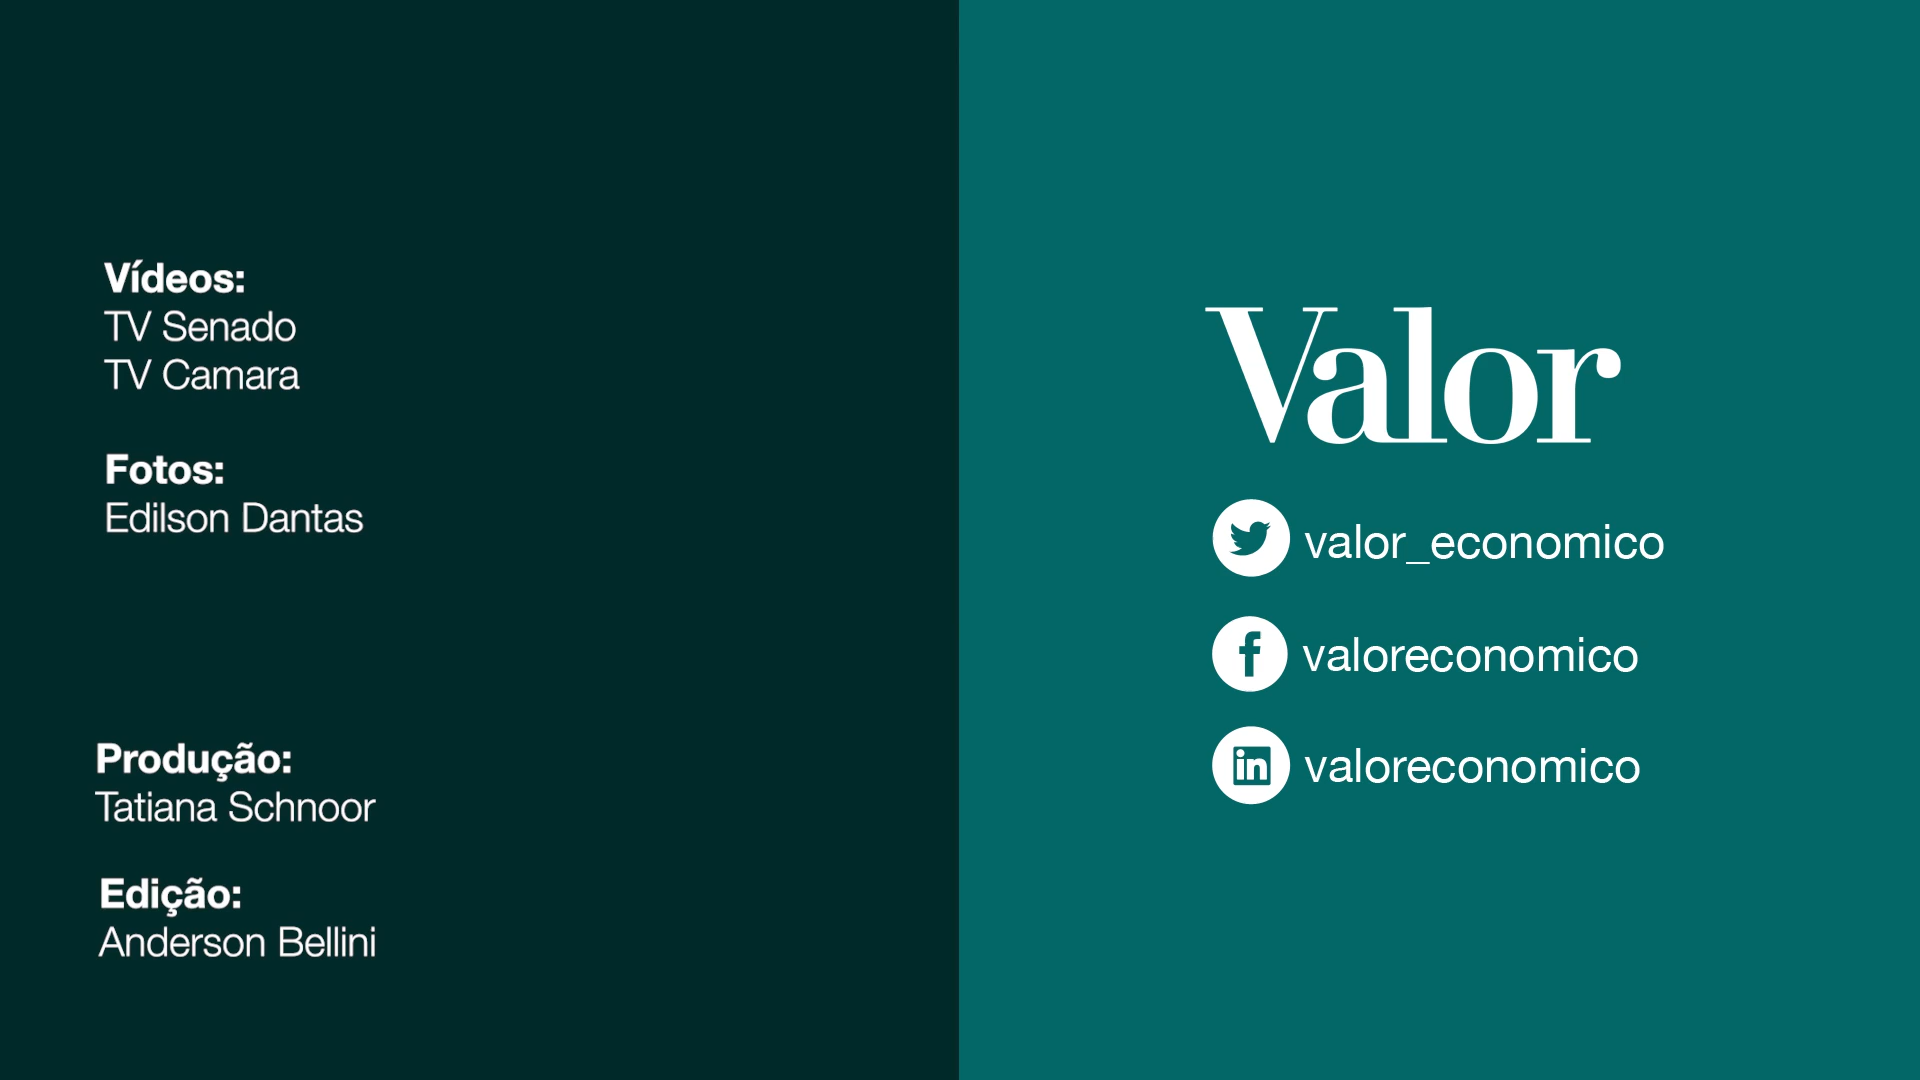 Vídeos:
TV Senado
TV Camara
Fotos:
Edilson Dantas
Produção:
Tatiana Schnoor
Edição:
Anderson Bellini
Valor
valor_economico
valoreconomico
valoreconomico